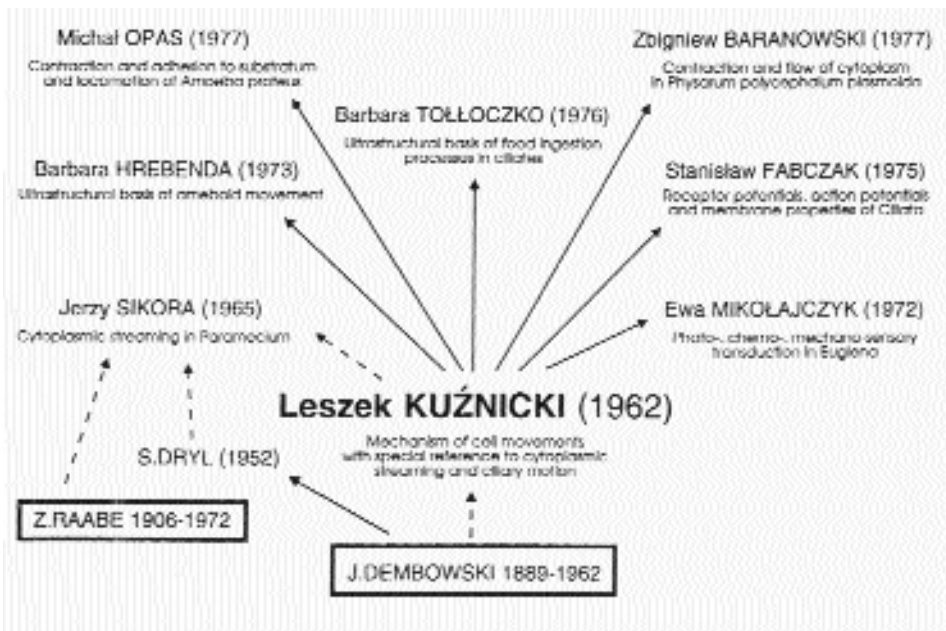 Michał OPAS (1977)
Contraction and adhesion to substratum
and locomotion of Amoeba proteus
Zbigniew BARANOWSKI (1977)
Contraction and flow of cytoplasm
in Physarum polycephalum plasmodia
Barbara TOŁŁOCZKO (1976)
Ultrastructural basis of food ingestion
processes in ciliates
Barbara HREBENDA (1973)
Ultrastructural basis of ameboid movement
Stanisław FABCZAK (1975)
Receptor potentials, action potentials
and membrane properties of Ciliata
Jerzy SIKORA (1965)
Cytoplasmic streaming in Paramecium
Ewa MIKOŁAJCZYK (1972)
Photo-, chemo-, mechano-sensory
transduction in Euglena
Leszek KUŹNICKI (1962)
Mechanism of cell movements
with special reference to cytoplasmic
streaming and ciliary motion
S.DRYL (1952)
Z.RAABE 1906-1972
J.DEMBOWSKI 1889-1962